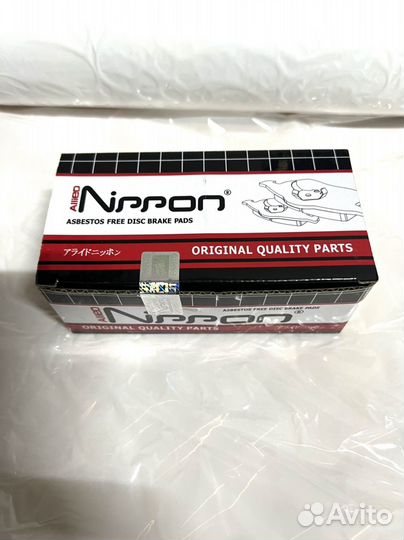 Allied Nippon®
ASBESTOS FREE DISC BRAKE PADS
アライドニッポン
ORIGINAL QUALITY PARTS
Allied Nippon®
ASBESTOS FREE DISC BRAKE PADS
ORIGINAL QUALITY PARTS
Avito